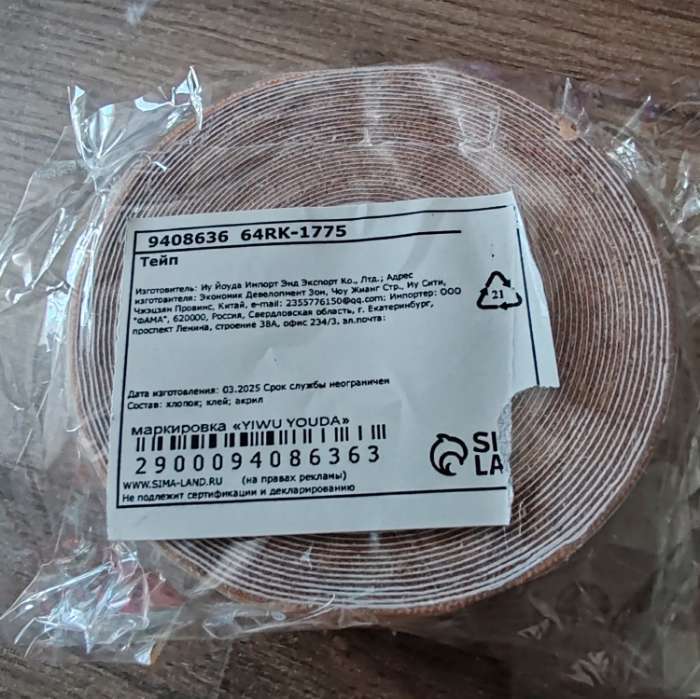 9408636 64RK-1775
Тейп
Изготовитель: Иу Йоуда Импорт Энд Экспорт Ко., Лтд.; Адрес
изготовителя: Экономик Девелопмент Зон, Чоу Жианг Стр., Иу Сити,
Чжэцзян Провинс, Китай, e-mail: 2355776150@qq.com; Импортер: ООО
"ФАМА", 620000, Россия, Свердловская область, г. Екатеринбург,
проспект Ленина, строение 38А, офис 234/3. эл.почта:
21
Дата изготовления: 03.2025 Срок службы неограничен
Состав: хлопок; клей; акрил
маркировка «YIWU YOUDA»
2900094086363
SI
LA
WWW.SIMA-LAND.RU (на правах рекламы)
Не подлежит сертификации и декларированию